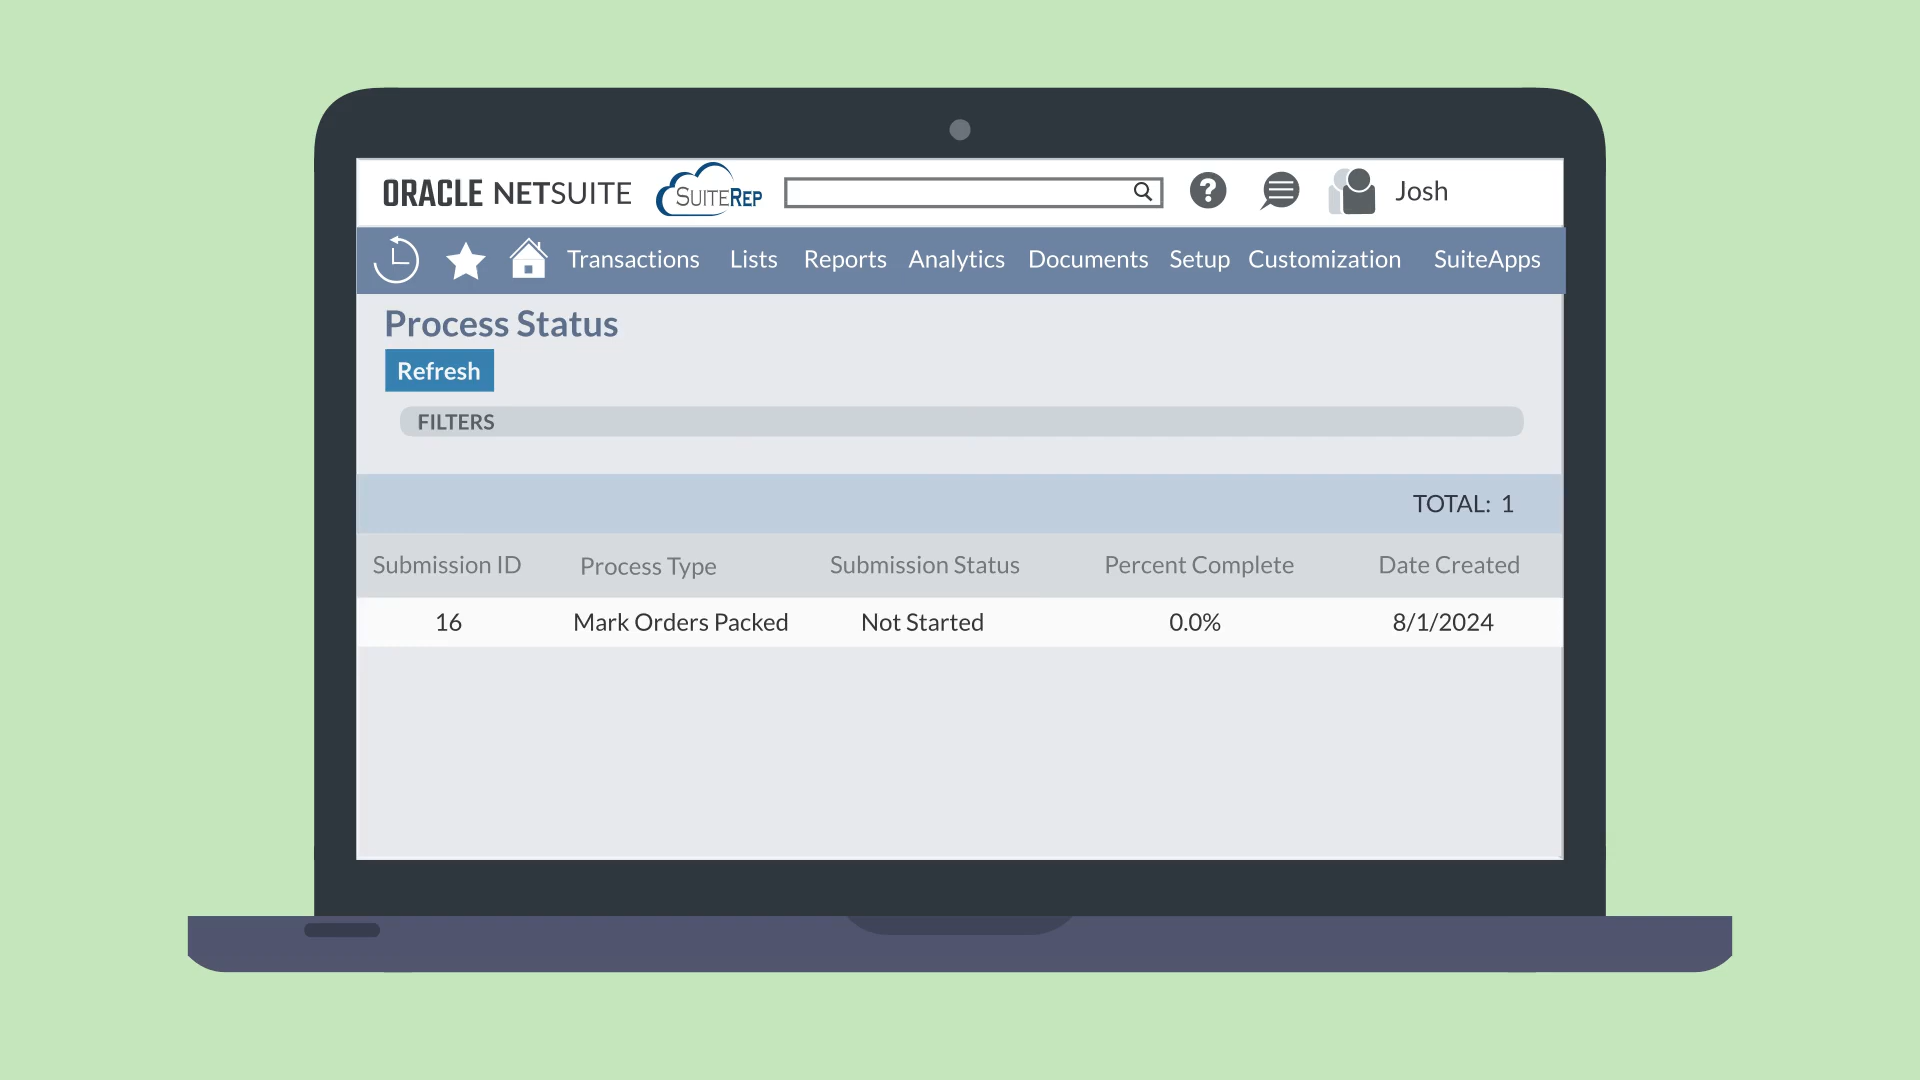 ORACLE NETSUITE SUITEREP Josh
Transactions Lists Reports Analytics Documents Setup Customization SuiteApps
Process Status
Refresh
FILTERS
TOTAL: 1
Submission ID Process Type Submission Status Percent Complete Date Created
16 Mark Orders Packed Not Started 0.0% 8/1/2024